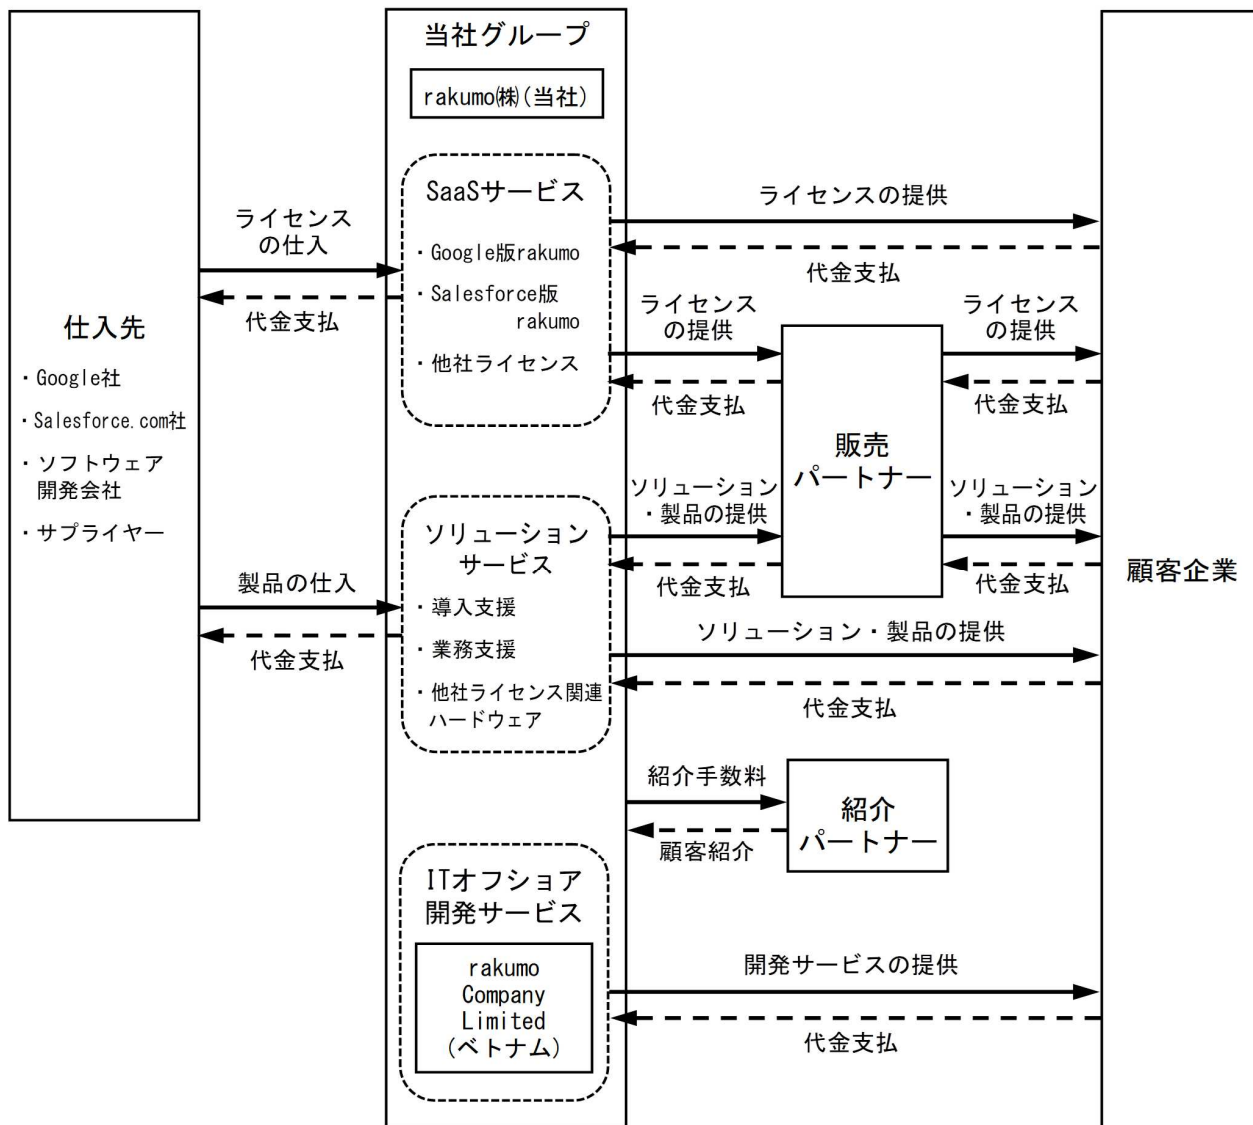 仕入先
・Google社
・Salesforce.com社
・ソフトウェア
開発会社
・サプライヤー
ライセンス
の仕入
代金支払
製品の仕入
代金支払
当社グループ
rakumo㈱(当社)
SaaSサービス
・Google版rakumo
・Salesforce版
rakumo
・他社ライセンス
ソリューション
サービス
・導入支援
・業務支援
・他社ライセンス関連
ハードウェア
ITオフショア
開発サービス
rakumo
Company
Limited
(ベトナム)
ライセンスの提供
代金支払
ライセンス
の提供
代金支払
ライセンス
の提供
代金支払
販売
パートナー
ソリューション
・製品の提供
代金支払
ソリューション
・製品の提供
代金支払
ソリューション・製品の提供
代金支払
紹介手数料
顧客紹介
紹介
パートナー
開発サービスの提供
代金支払
顧客企業